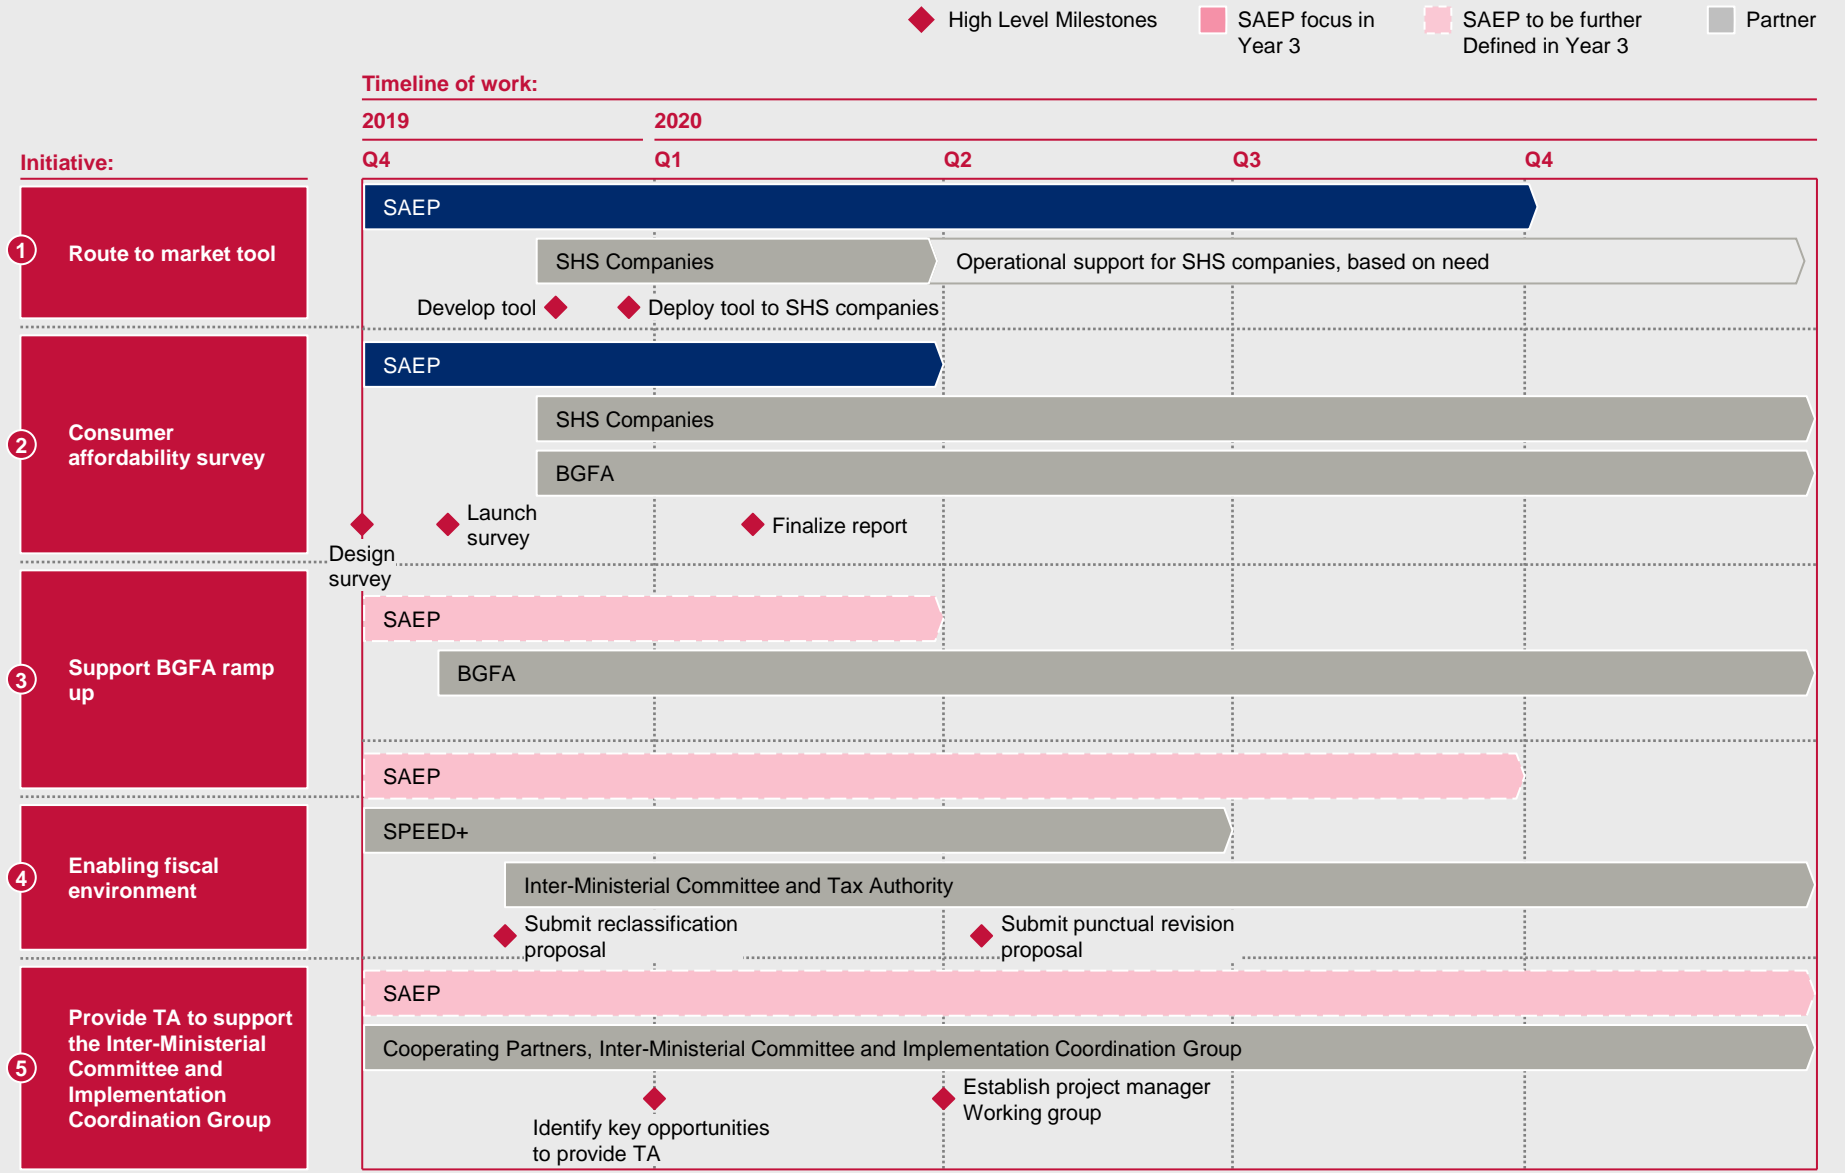 High Level Milestones
SAEP focus in
Year 3
SAEP to be further
Defined in Year 3
Partner
Timeline of work:
2019
2020
Initiative:
Q4
Q1
Q2
Q3
Q4
1
Route to market tool
SAEP
SHS Companies
Operational support for SHS companies, based on need
Develop tool
Deploy tool to SHS companies
2
Consumer
affordability survey
SAEP
SHS Companies
BGFA
Design
survey
Launch
survey
Finalize report
3
Support BGFA ramp
up
SAEP
BGFA
SAEP
4
Enabling fiscal
environment
SPEED+
Inter-Ministerial Committee and Tax Authority
Submit reclassification
proposal
Submit punctual revision
proposal
5
Provide TA to support
the Inter-Ministerial
Committee and
Implementation
Coordination Group
SAEP
Cooperating Partners, Inter-Ministerial Committee and Implementation Coordination Group
Identify key opportunities
to provide TA
Establish project manager
Working group